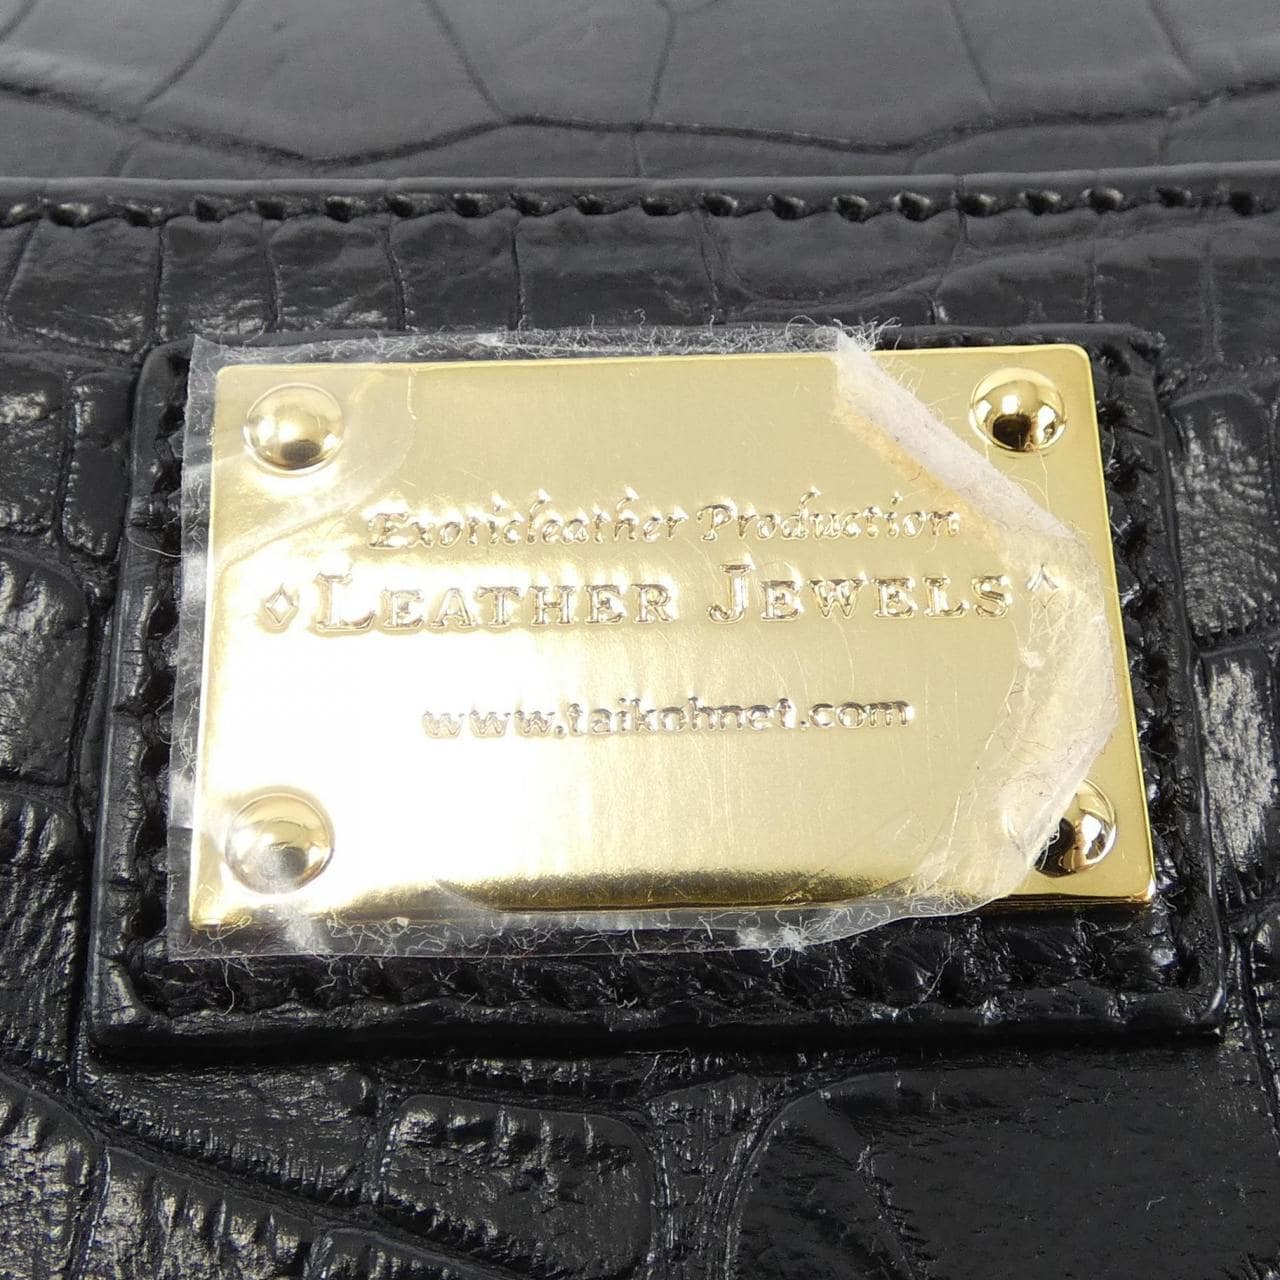 Exoticleather Production
◇LEATHER JEWELS◇
www.taikohnet.com